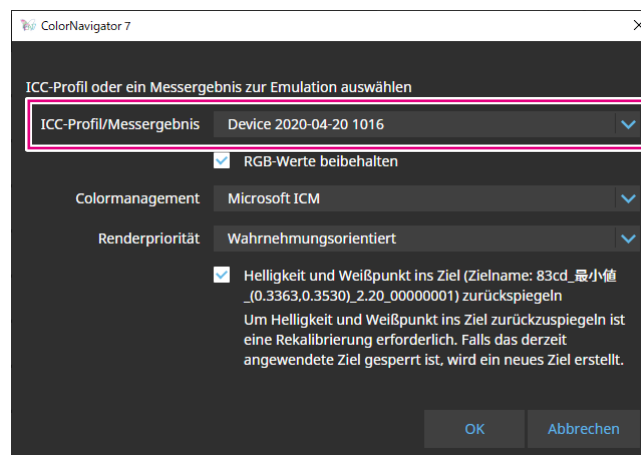 ColorNavigator 7
ICC-Profil oder ein Messergebnis zur Emulation auswählen
ICC-Profil/Messergebnis Device 2020-04-20 1016
RGB-Werte beibehalten
Colormanagement Microsoft ICM
Renderpriorität Wahrnehmungsorientiert
Helligkeit und Weißpunkt ins Ziel (Zielname: 83cd_最小値
_(0.3363,0.3530)_2.20_00000001) zurückspiegeln
Um Helligkeit und Weißpunkt ins Ziel zurückzuspiegeln ist
eine Rekalibrierung erforderlich. Falls das derzeit
angewendete Ziel gesperrt ist, wird ein neues Ziel erstellt.
OK Abbrechen